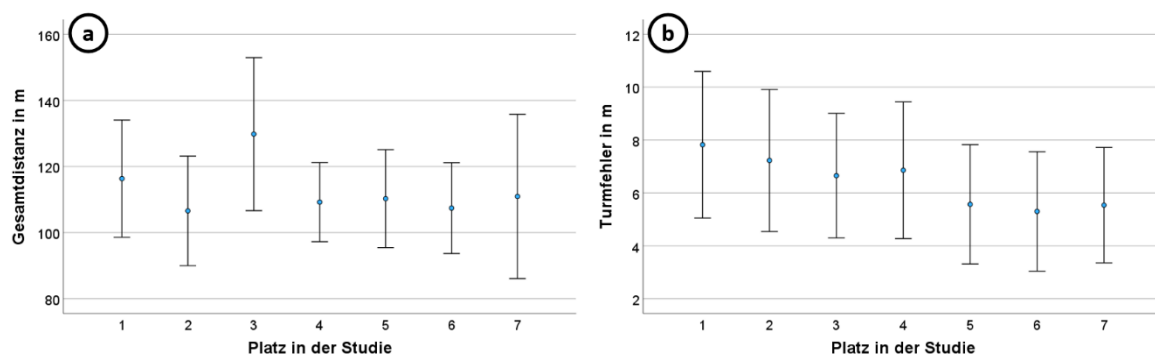 a
160
140
120
100
80
Gesamtdistanz in m
1 2 3 4 5 6 7
Platz in der Studie
b
12
10
8
6
4
2
Turmfehler in m
1 2 3 4 5 6 7
Platz in der Studie